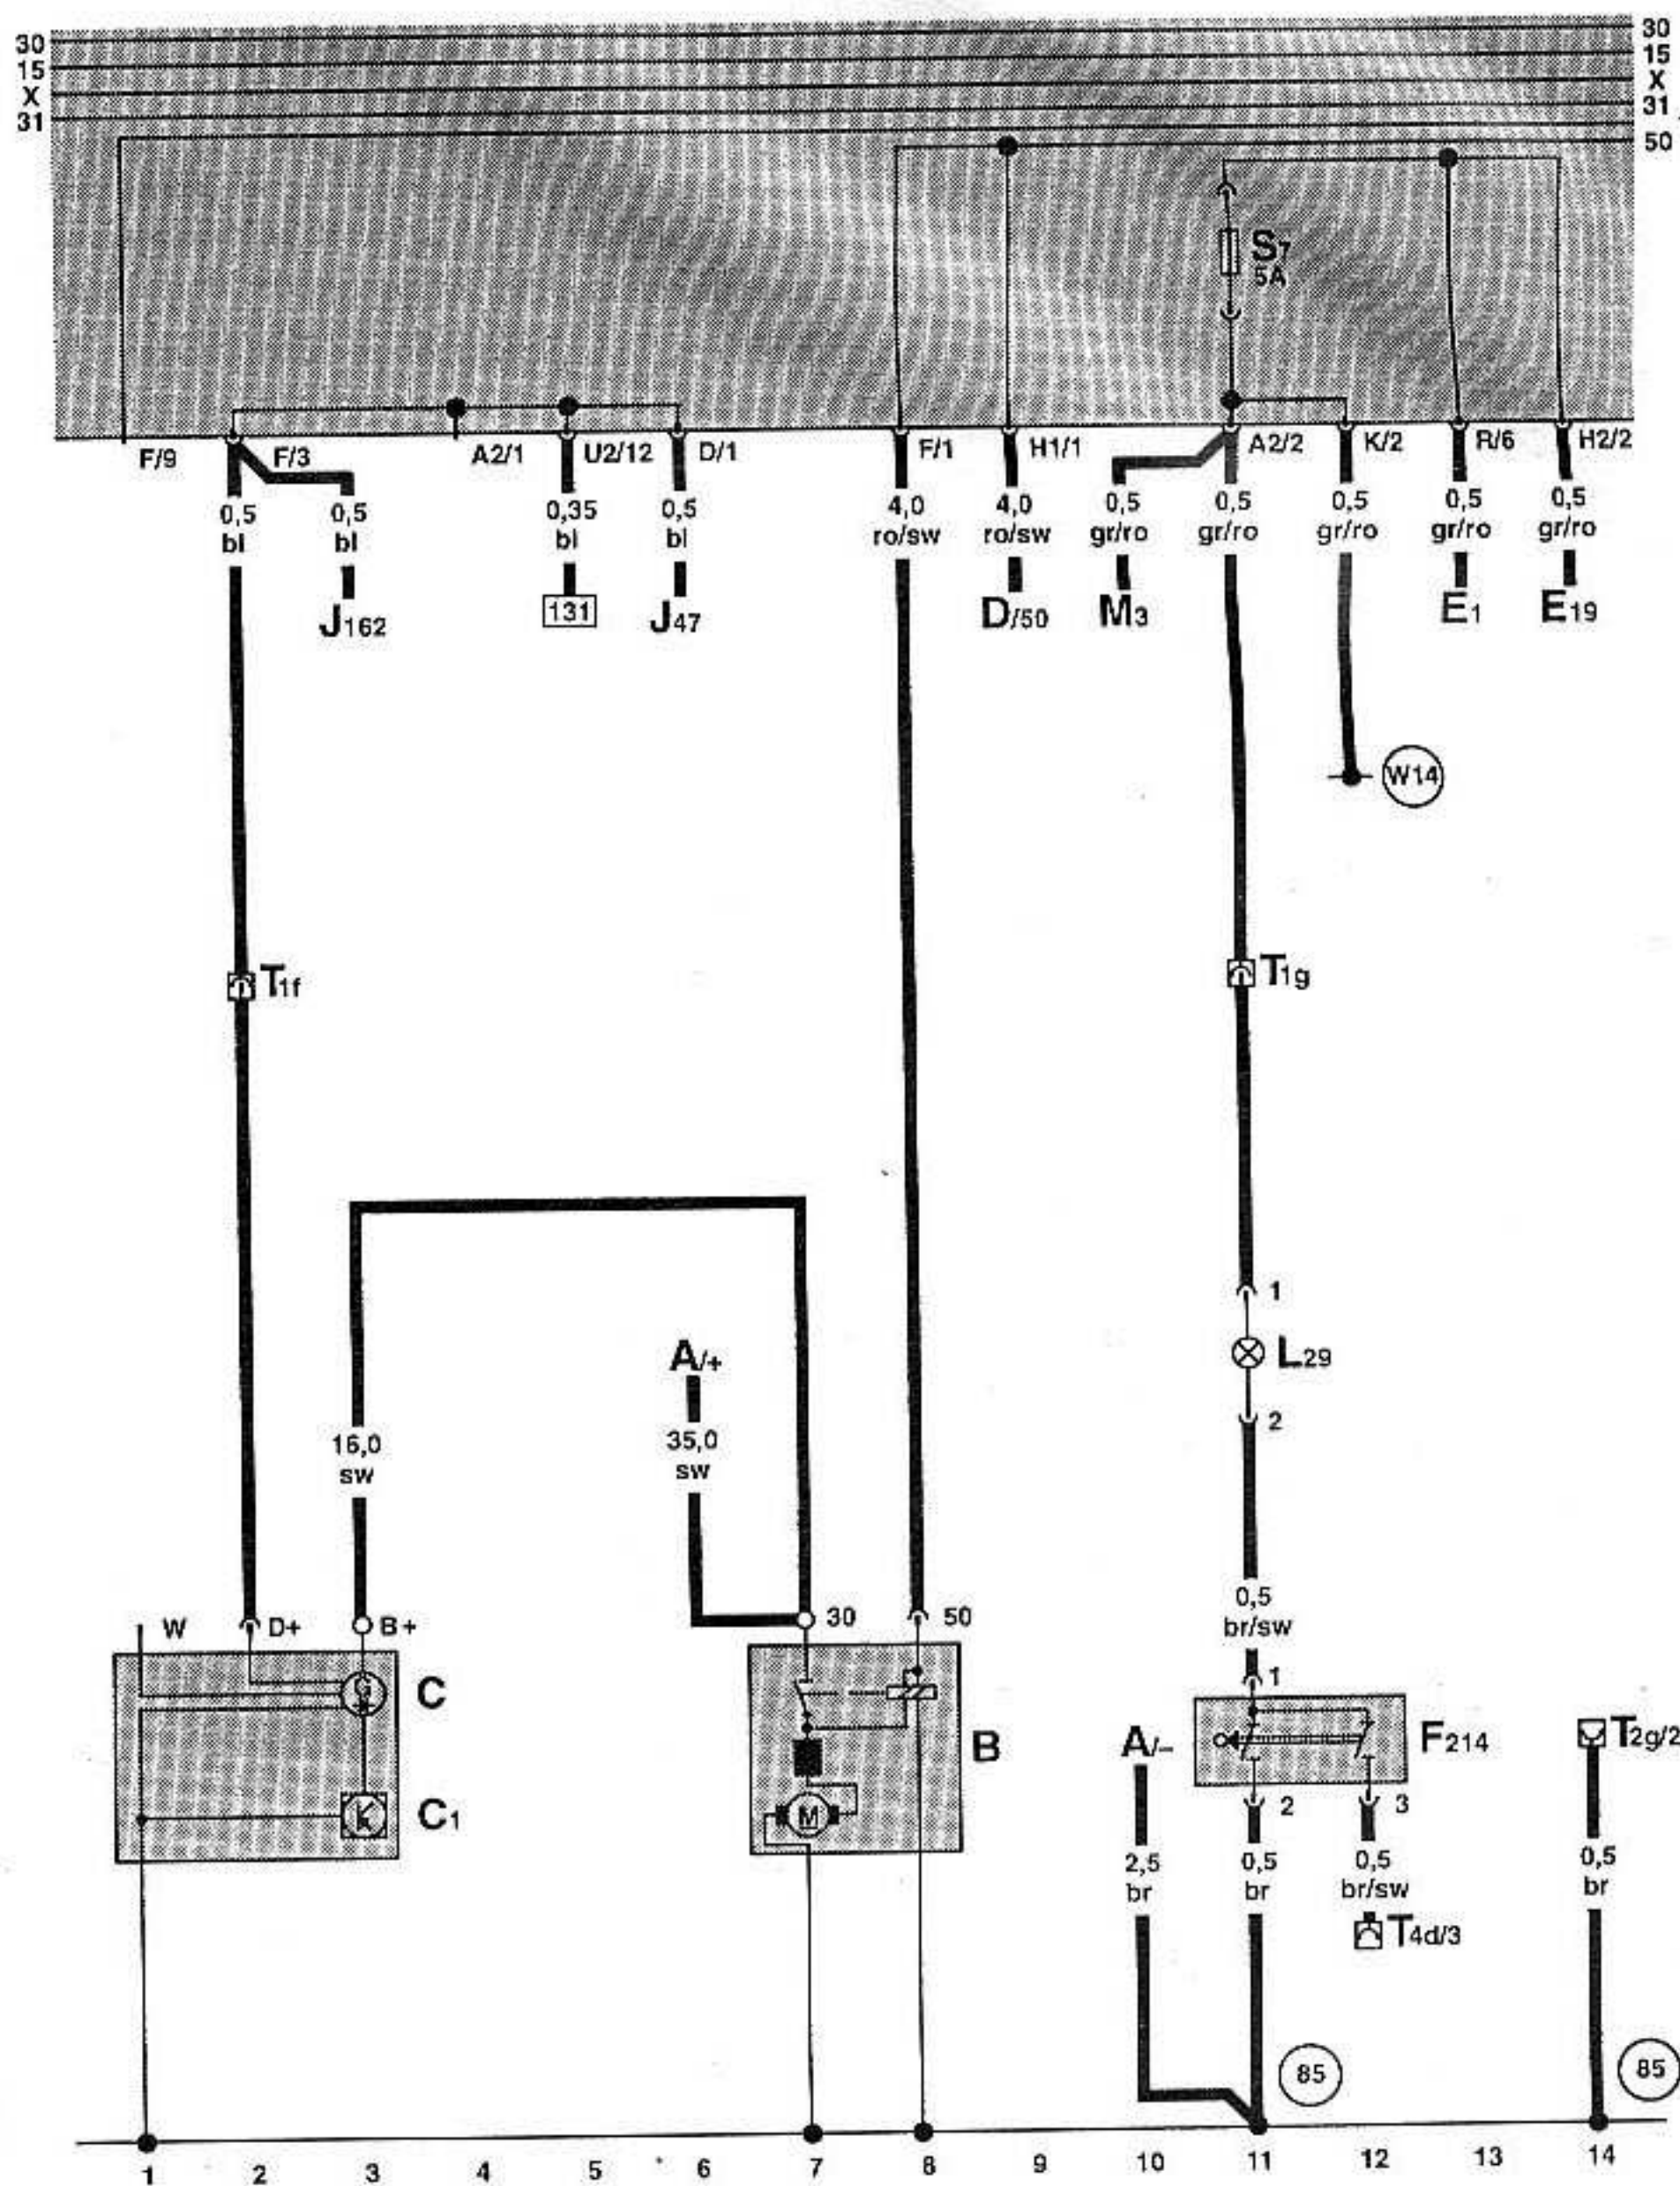 30 30
15 15
X X
31 31
50
S7
5A
F/9 F/3 A2/1 U2/12 D/1 F/1 H1/1 A2/2 K/2 R/6 H2/2
0,5 0,5 0,35 0,5 4,0 4,0 0,5 0,5 0,5 0,5 0,5
bl bl bl bl ro/sw ro/sw gr/ro gr/ro gr/ro gr/ro gr/ro
J162 131 J47 D/50 M3 E1 E19
W14
T1f T1g
1
A/+ L29
2
16,0 35,0
sw sw
0,5
br/sw
W D+ B+ 30 50
1
G C
B A/- F214 T2g/2
K C1 M 2 3
2,5 0,5 0,5 0,5
br br br/sw br
T4d/3
85 85
1 2 3 4 5 6 7 8 9 10 11 12 13 14